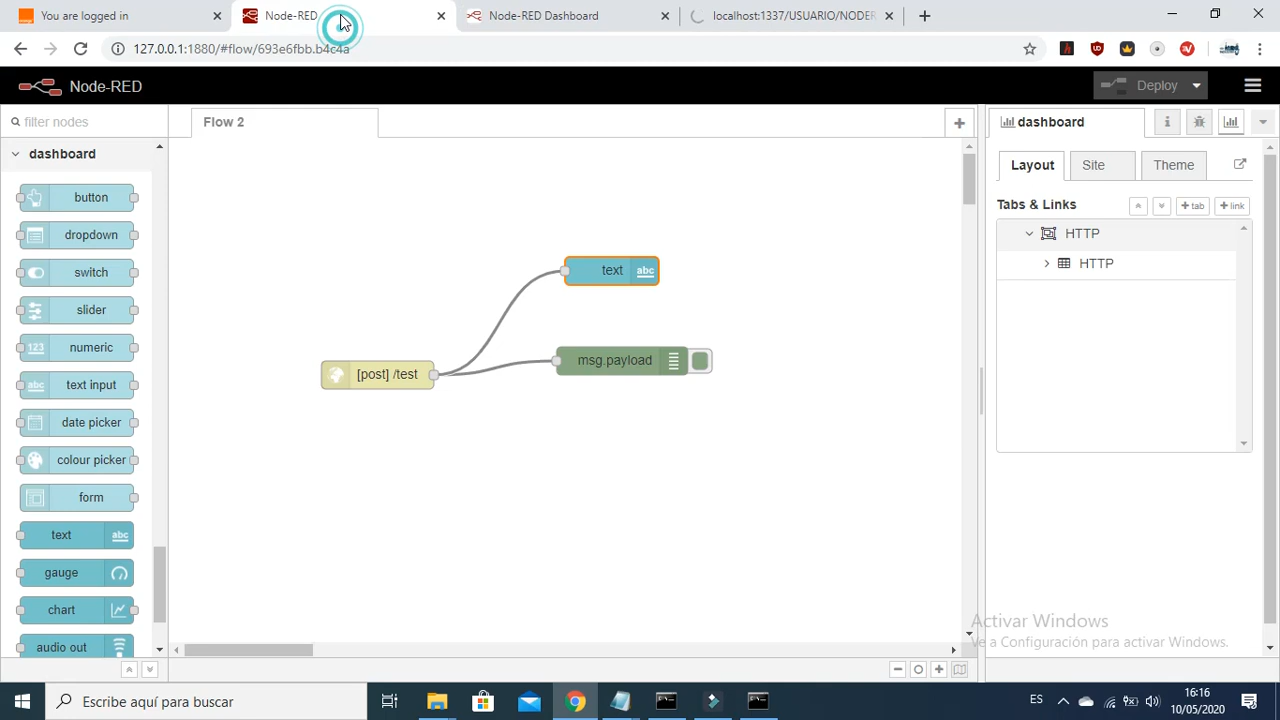 You are logged in
Node-RED
Node-RED Dashboard
localhost:1337/USUARIO/NODER
127.0.0.1:1880/#flow/693e6fbb.b4c4a
Node-RED
Deploy
filter nodes
Flow 2
dashboard
dashboard
button
dropdown
switch
slider
123
numeric
abc
text input
date picker
colour picker
form
text
abc
gauge
chart
audio out
text
abc
[post] /test
msg.payload
Layout
Site
Theme
Tabs & Links
tab
link
HTTP
HTTP
Activar Windows
Ve a Configuración para activar Windows.
Escribe aquí para buscar
ES
16:16
10/05/2020